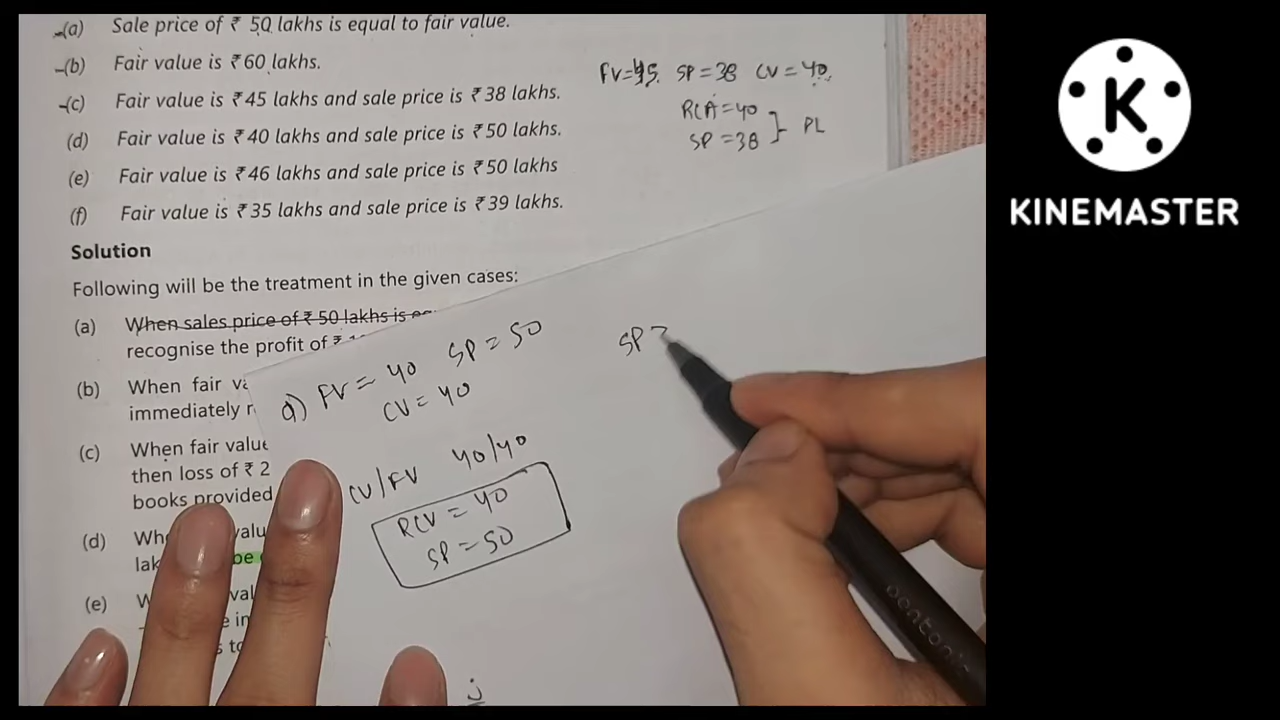 (a) Sale price of ₹ 50 lakhs is equal to fair value.
(b) Fair value is ₹ 60 lakhs.
(c) Fair value is ₹ 45 lakhs and sale price is ₹ 38 lakhs.
(d) Fair value is ₹ 40 lakhs and sale price is ₹ 50 lakhs.
(e) Fair value is ₹ 46 lakhs and sale price is ₹ 50 lakhs
(f) Fair value is ₹ 35 lakhs and sale price is ₹ 39 lakhs.
FV=45 SP=38 CV=40
RCA=40
SP=38 } PL
Solution
Following will be the treatment in the given cases:
(a) When sales price of ₹ 50 lakhs is
recognise the profit of ₹
(b) When fair
immediately
(c) When fair value
then loss of ₹ 2
books provided
(d)
(e)
d) FV = 40 SP = 50
CV = 40
CV/FV 40/40
RCV = 40
SP = 50
SP =
KINEMASTER
pentonic